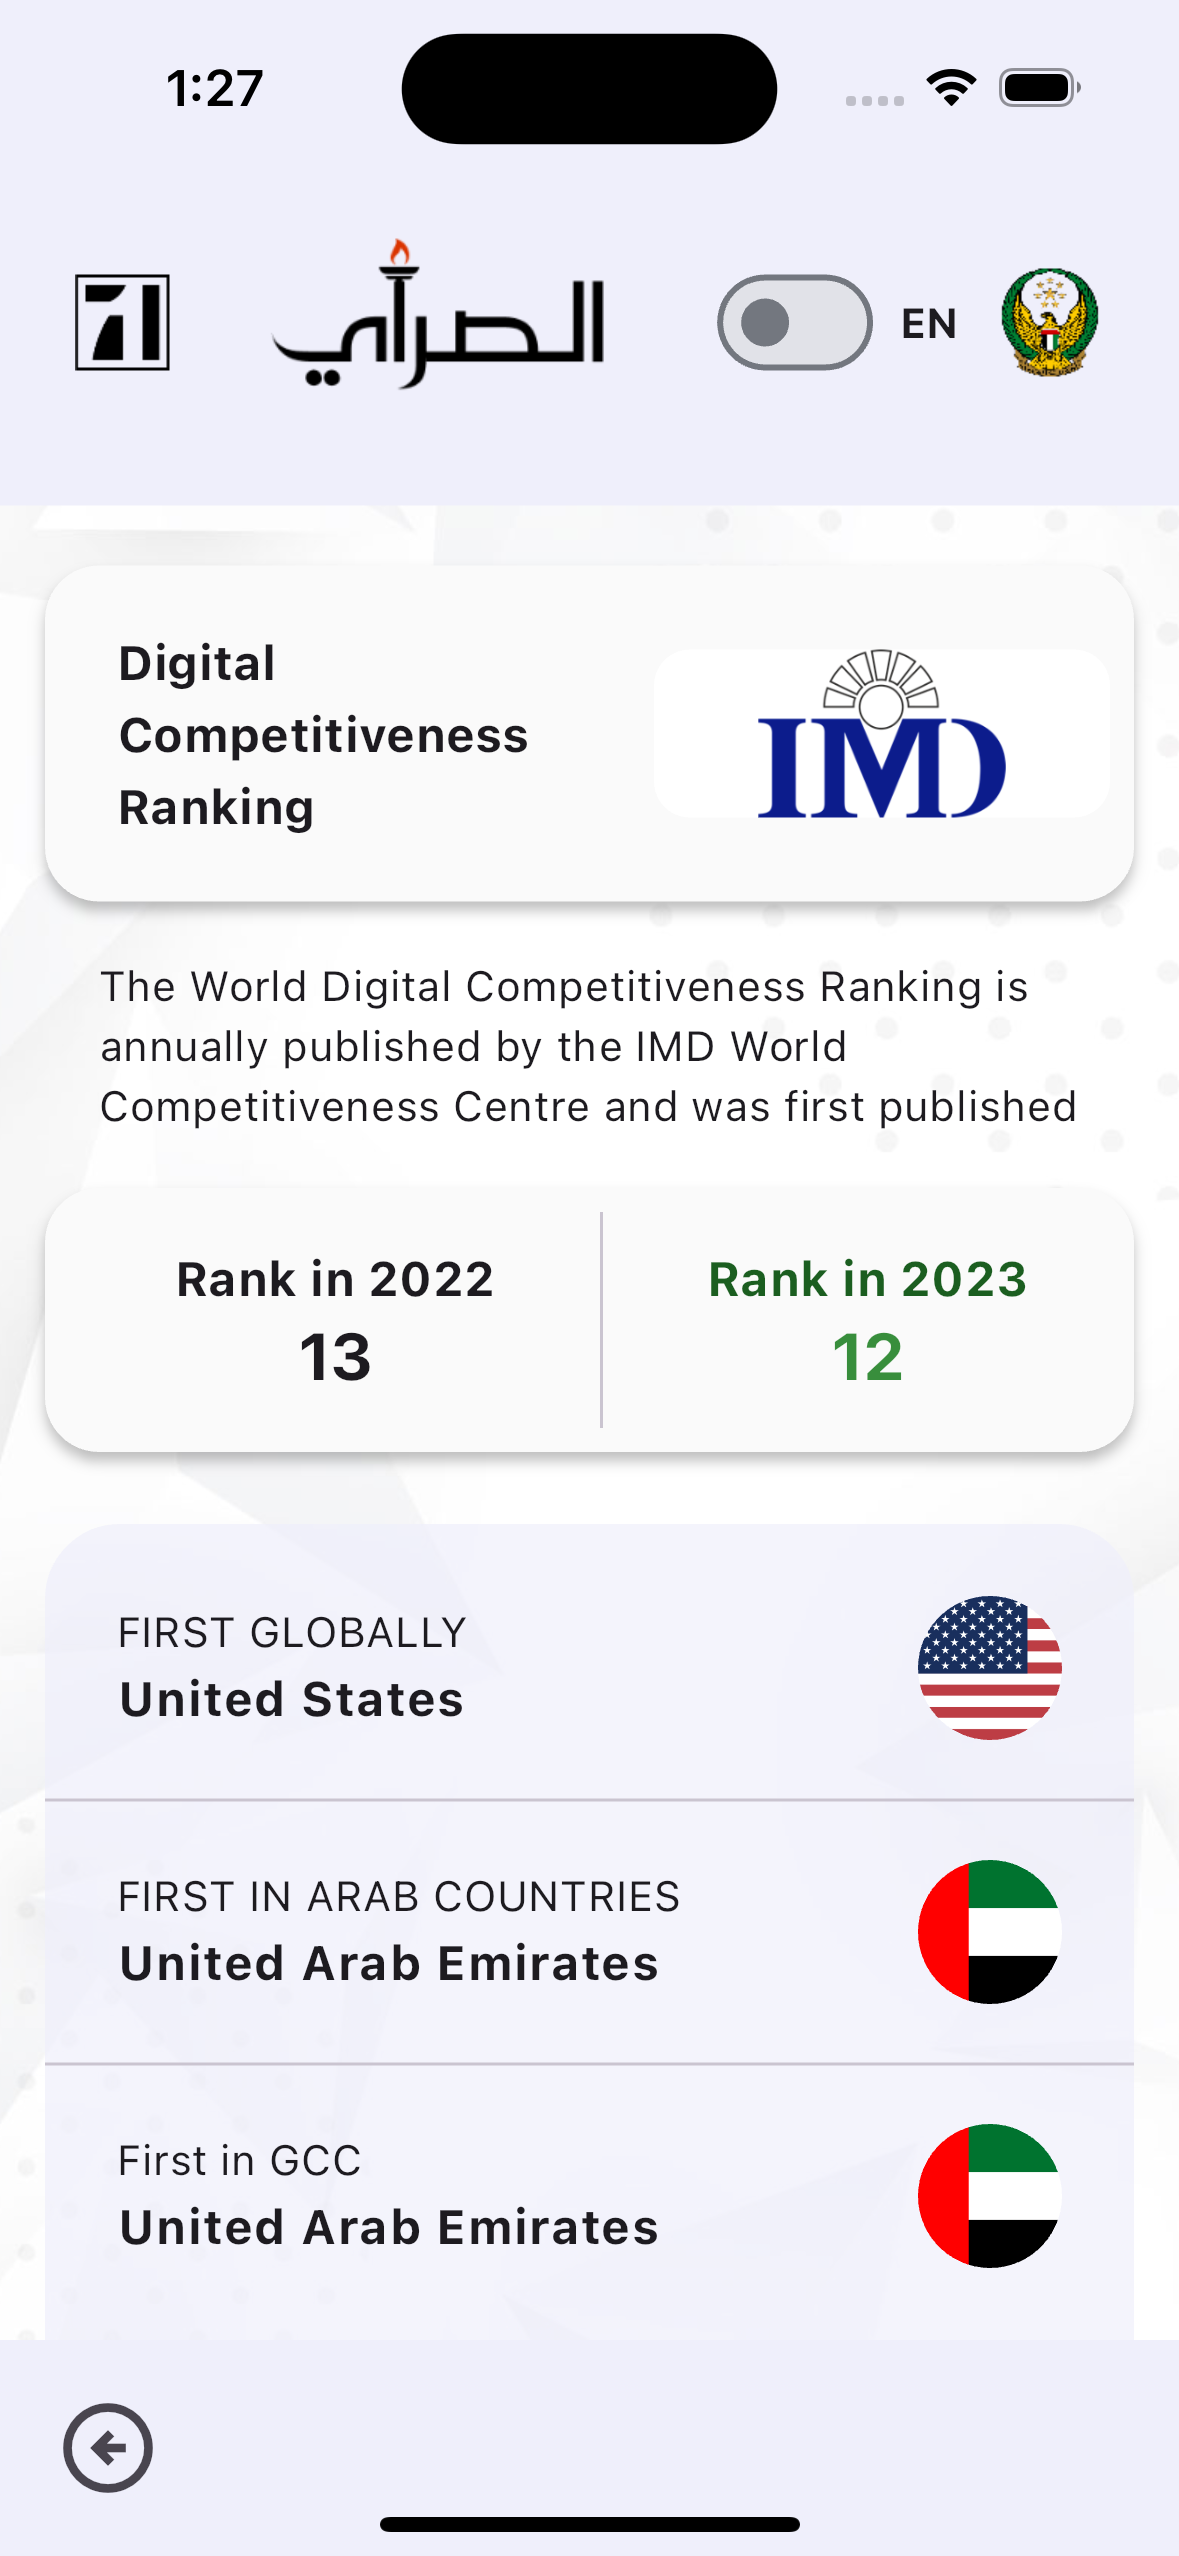 1:27
الصرايي
EN
Digital
Competitiveness
Ranking
IMD
The World Digital Competitiveness Ranking is
annually published by the IMD World
Competitiveness Centre and was first published
Rank in 2022
13
Rank in 2023
12
FIRST GLOBALLY
United States
FIRST IN ARAB COUNTRIES
United Arab Emirates
First in GCC
United Arab Emirates